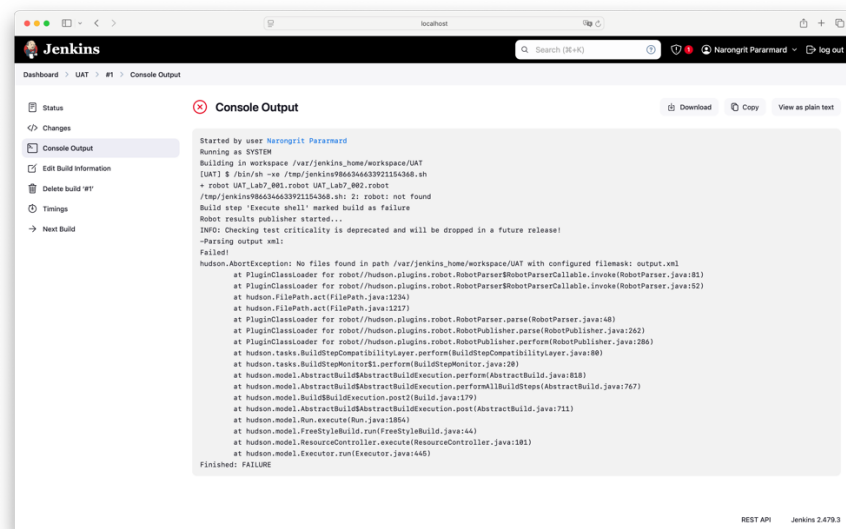 localhost
Jenkins
Search (⌘+K)
1
Narongrit Pararmard
log out
Dashboard > UAT > #1 > Console Output
Status
Changes
Console Output
Edit Build Information
Delete build '#1'
Timings
Next Build
Console Output
Download
Copy
View as plain text
Started by user Narongrit Pararmard
Running as SYSTEM
Building in workspace /var/jenkins_home/workspace/UAT
[UAT] $ /bin/sh -xe /tmp/jenkins9866346633921154368.sh
+ robot UAT_Lab7_001.robot UAT_Lab7_002.robot
/tmp/jenkins9866346633921154368.sh: 2: robot: not found
Build step 'Execute shell' marked build as failure
Robot results publisher started...
INFO: Checking test criticality is deprecated and will be dropped in a future release!
-Parsing output xml:
Failed!
hudson.AbortException: No files found in path /var/jenkins_home/workspace/UAT with configured filemask: output.xml
at PluginClassLoader for robot//hudson.plugins.robot.RobotParser$RobotParserCallable.invoke(RobotParser.java:81)
at PluginClassLoader for robot//hudson.plugins.robot.RobotParser$RobotParserCallable.invoke(RobotParser.java:52)
at hudson.FilePath.act(FilePath.java:1234)
at hudson.FilePath.act(FilePath.java:1217)
at PluginClassLoader for robot//hudson.plugins.robot.RobotParser.parse(RobotParser.java:48)
at PluginClassLoader for robot//hudson.plugins.robot.RobotPublisher.parse(RobotPublisher.java:262)
at PluginClassLoader for robot//hudson.plugins.robot.RobotPublisher.perform(RobotPublisher.java:286)
at hudson.tasks.BuildStepCompatibilityLayer.perform(BuildStepCompatibilityLayer.java:80)
at hudson.tasks.BuildStepMonitor$1.perform(BuildStepMonitor.java:20)
at hudson.model.AbstractBuild$AbstractBuildExecution.perform(AbstractBuild.java:818)
at hudson.model.AbstractBuild$AbstractBuildExecution.performAllBuildSteps(AbstractBuild.java:767)
at hudson.model.Build$BuildExecution.post2(Build.java:179)
at hudson.model.AbstractBuild$AbstractBuildExecution.post(AbstractBuild.java:711)
at hudson.model.Run.execute(Run.java:1854)
at hudson.model.FreeStyleBuild.run(FreeStyleBuild.java:44)
at hudson.model.ResourceController.execute(ResourceController.java:101)
at hudson.model.Executor.run(Executor.java:445)
Finished: FAILURE
REST API
Jenkins 2.479.3